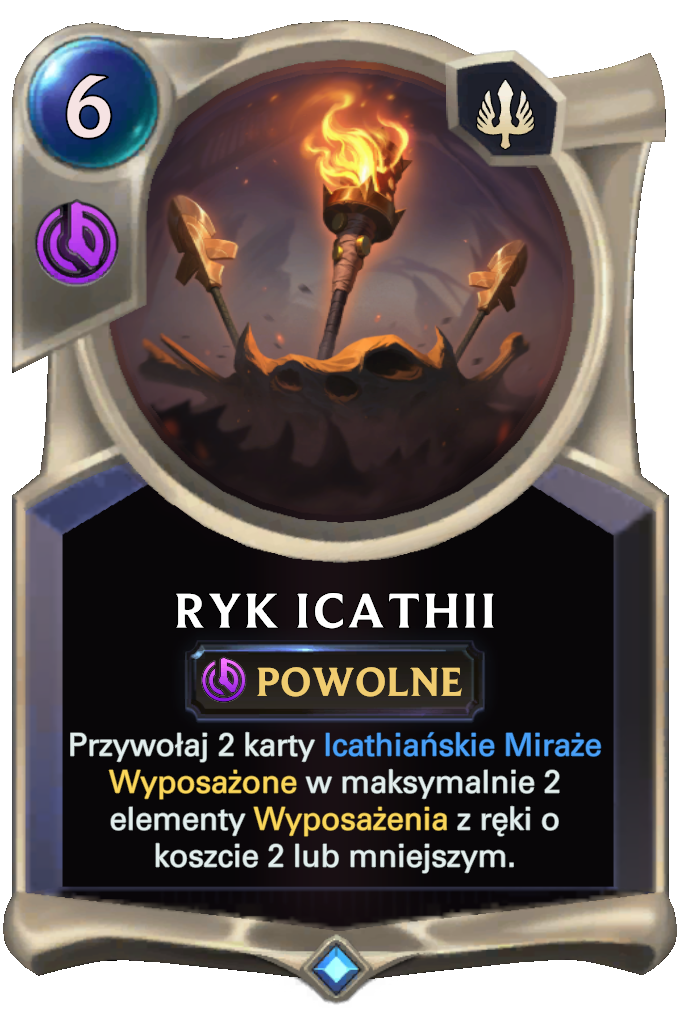 6
RYK ICATHII
POWOLNE
Przywołaj 2 karty Icathiańskie Miraże
Wyposażone w maksymalnie 2
elementy Wyposażenia z ręki o
koszcie 2 lub mniejszym.